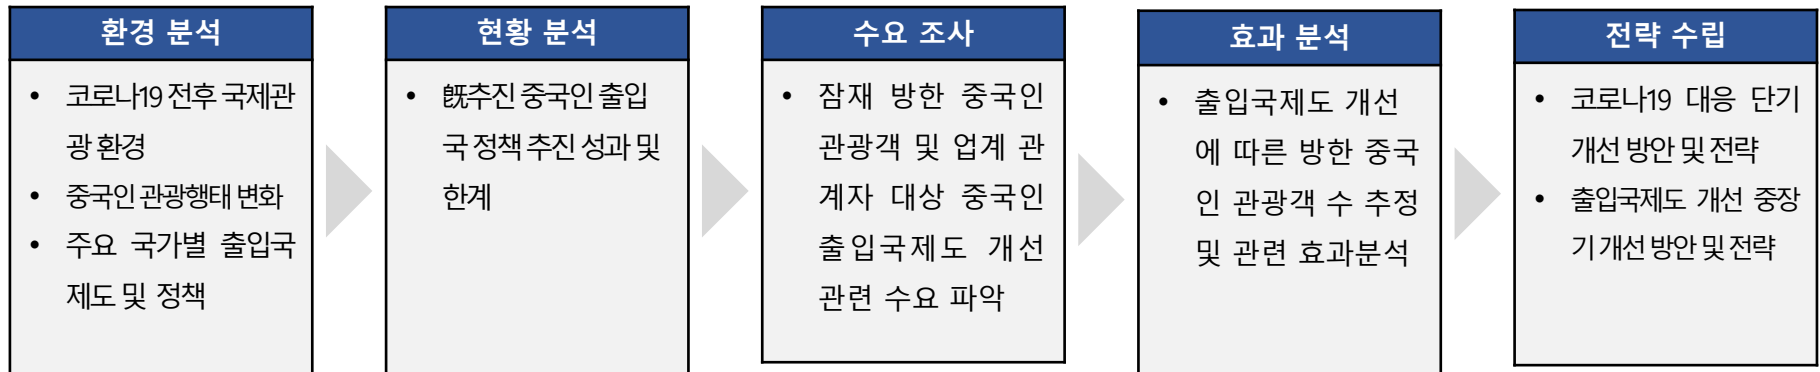 환경 분석
• 코로나19 전후 국제관
광 환경
• 중국인 관광행태 변화
• 주요 국가별 출입국
제도 및 정책
현황 분석
• 旣추진 중국인 출입
국 정책 추진 성과 및
한계
수요 조사
• 잠재 방한 중국인
관광객 및 업계 관
계자 대상 중국인
출입국제도 개선
관련 수요 파악
효과 분석
• 출입국제도 개선
에 따른 방한 중국
인 관광객 수 추정
및 관련 효과분석
전략 수립
• 코로나19 대응 단기
개선 방안 및 전략
• 출입국제도 개선 중장
기 개선 방안 및 전략